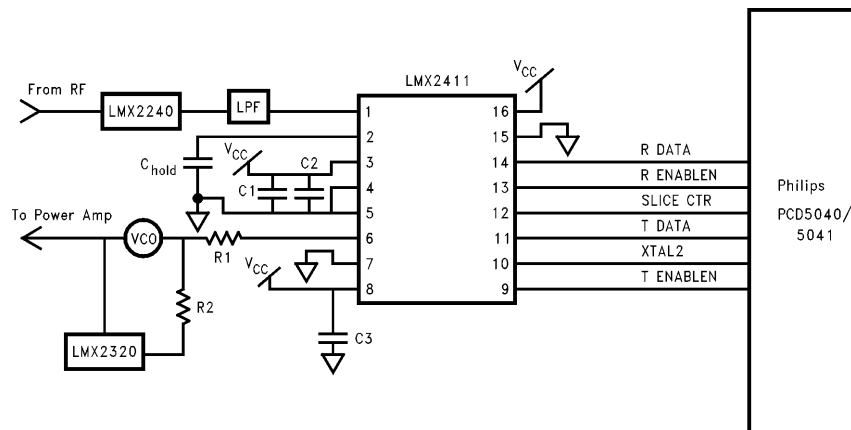 LMX2411
From RF
LMX2240
LPF
1
2
3
4
5
6
7
8
16
15
14
13
12
11
10
9
VCC
Chold
VCC
C1
C2
To Power Amp
VCO
R1
R2
VCC
C3
LMX2320
R DATA
R ENABLEN
SLICE CTR
T DATA
XTAL2
T ENABLEN
Philips
PCD5040/
5041